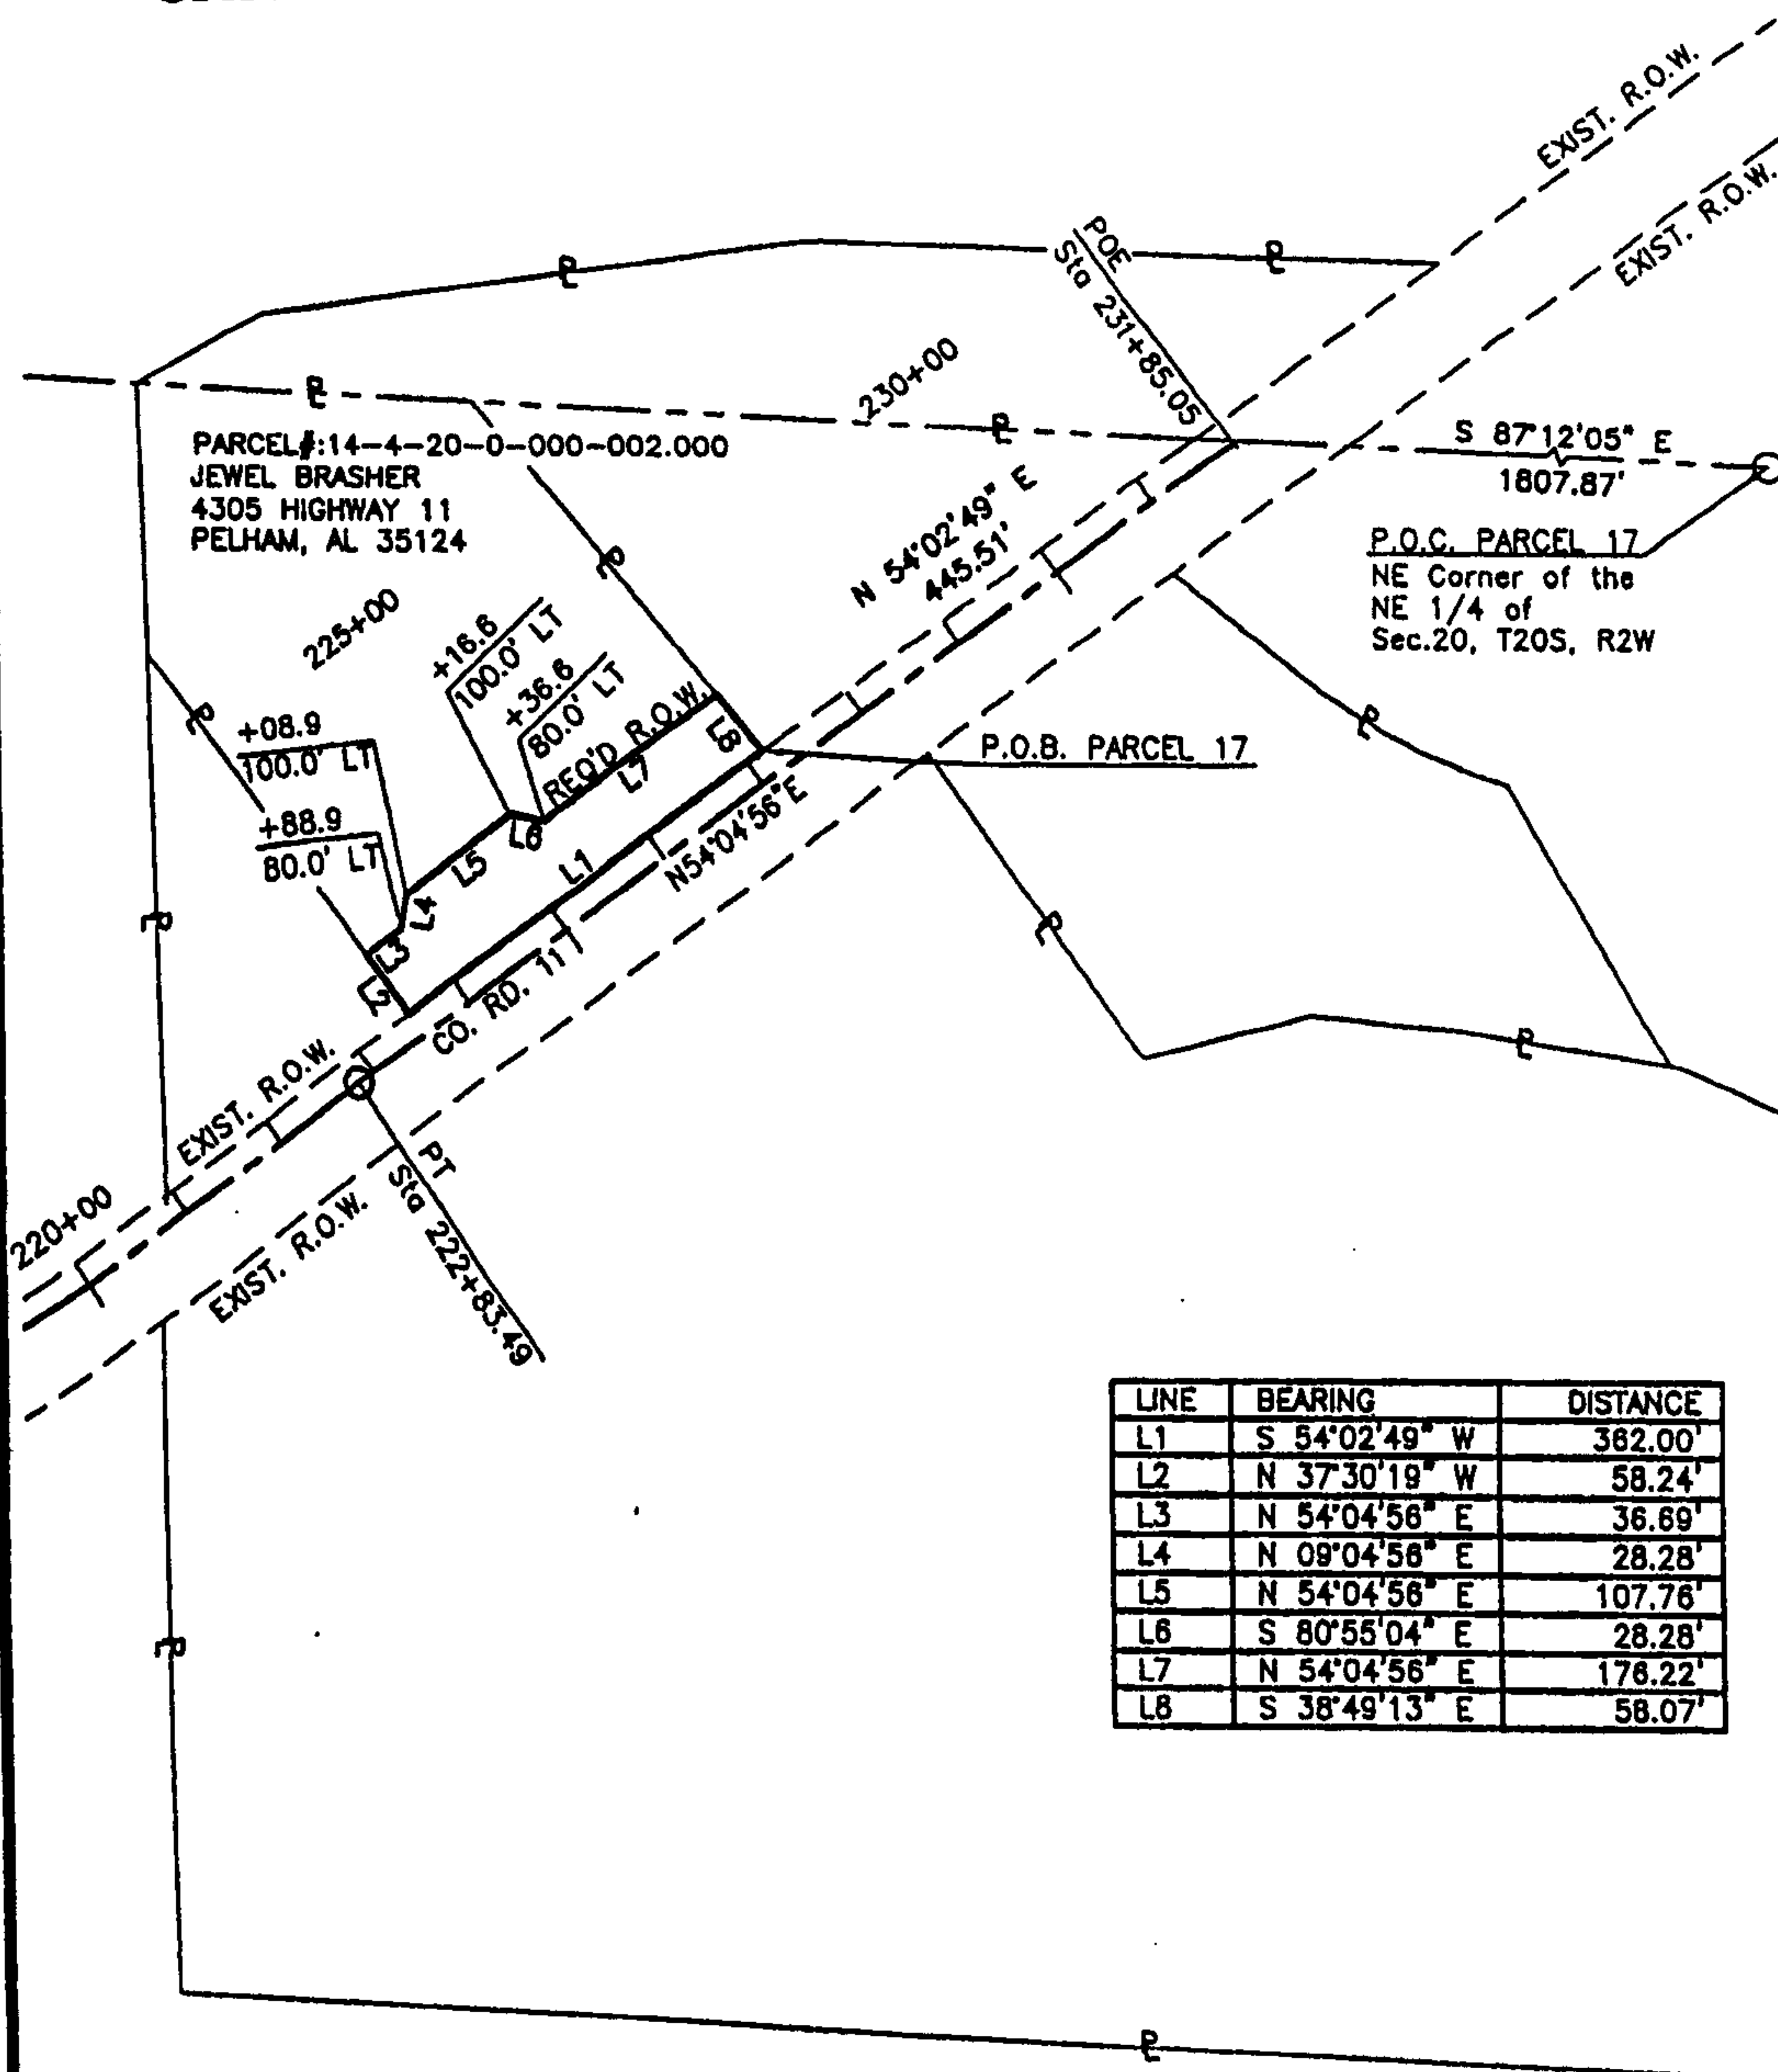 EXIST. R.O.W.
EXIST. R.O.W.
POE
Sta 231+85.05
230+00
S 87°12'05" E
1807.87'
PARCEL#:14-4-20-0-000-002.000
JEWEL BRASHER
4305 HIGHWAY 11
PELHAM, AL 35124
N 54°02'49" E
445.51'
P.O.C. PARCEL 17
NE Corner of the
NE 1/4 of
Sec.20, T20S, R2W
225+00
+16.6
100.0' LT
+36.6
80.0' LT
REQ'D R.O.W.
+08.9
100.0' LT
+88.9
80.0' LT
L8
L7
L6
L5
L4
L3
L2
L1
P.O.B. PARCEL 17
N54°04'56"E
CO. RD. 11
EXIST. R.O.W.
EXIST. R.O.W.
220+00
PT
Sta 222+83.49
LINE BEARING DISTANCE
L1 S 54°02'49" W 362.00'
L2 N 37°30'19" W 58.24'
L3 N 54°04'56" E 36.69'
L4 N 09°04'56" E 28.28'
L5 N 54°04'56" E 107.76'
L6 S 80°55'04" E 28.28'
L7 N 54°04'56" E 176.22'
L8 S 38°49'13" E 58.07'